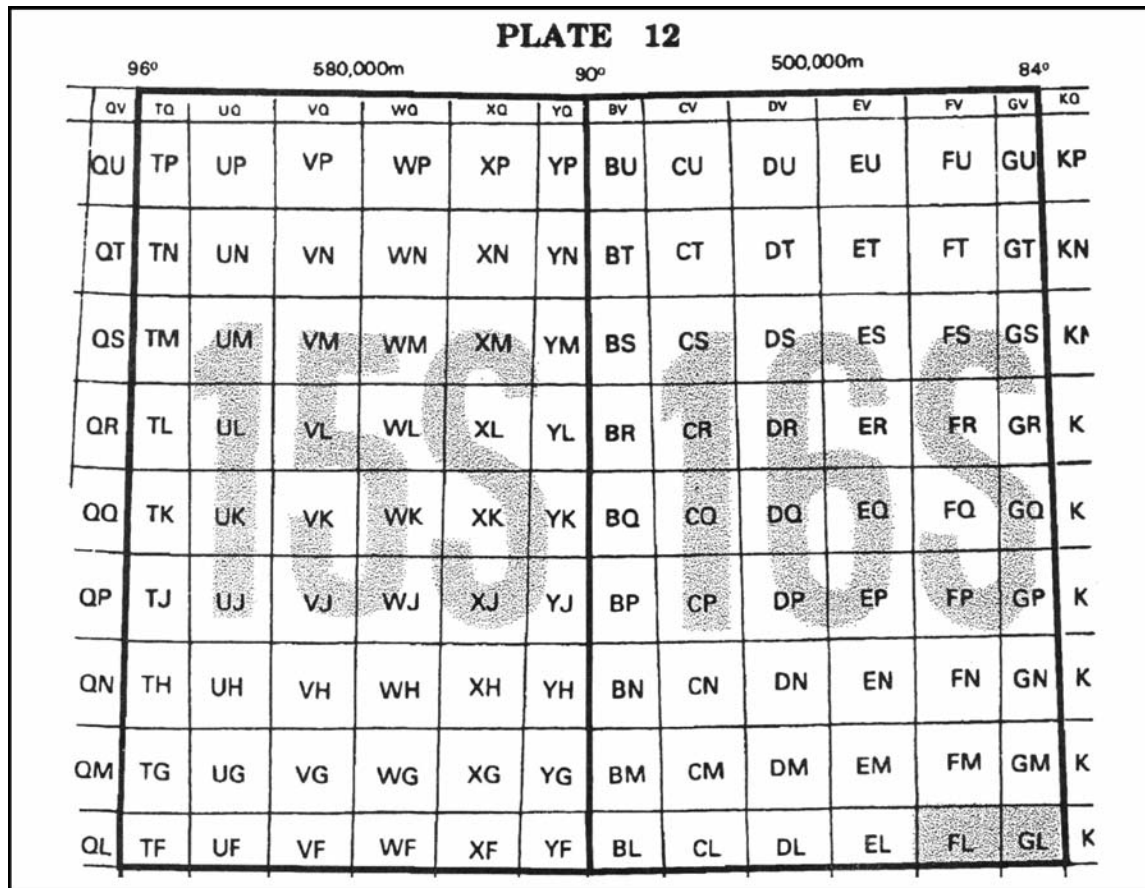 PLATE 12
96° 580,000m 90° 500,000m 84°
QV TQ UQ VQ WQ XQ YQ BV CV DV EV FV GV KQ
QU TP UP VP WP XP YP BU CU DU EU FU GU KP
QT TN UN VN WN XN YN BT CT DT ET FT GT KN
QS TM UM VM WM XM YM BS CS DS ES FS GS
QR TL UL VL WL XL YL BR CR DR ER FR GR K
15S 16S
QQ TK UK VK WK XK YK BQ CQ DQ EQ FQ GQ K
QP TJ UJ VJ WJ XJ YJ BP CP DP EP FP GP K
QN TH UH VH WH XH YH BN CN DN EN FN GN K
QM TG UG VG WG XG YG BM CM DM EM FM GM K
QL TF UF VF WF XF YF BL CL DL EL FL GL K